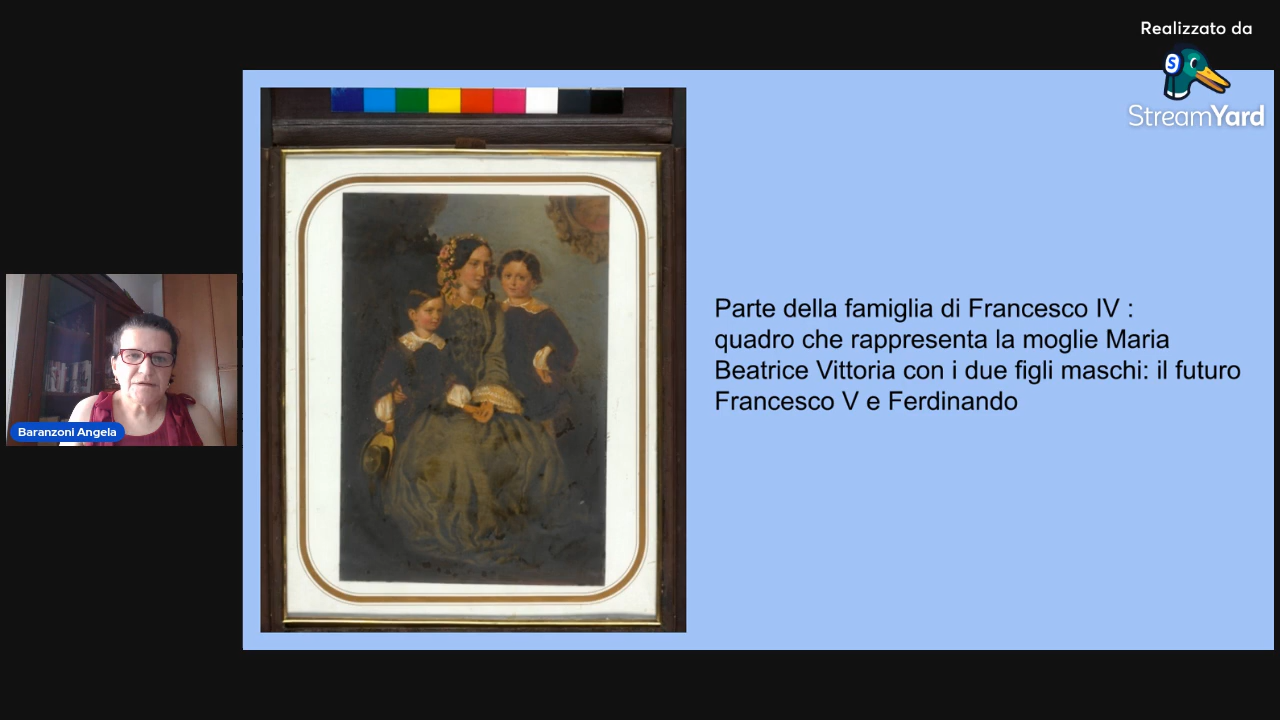 Realizzato da
S
StreamYard
Parte della famiglia di Francesco IV :
quadro che rappresenta la moglie Maria
Beatrice Vittoria con i due figli maschi: il futuro
Francesco V e Ferdinando
Baranzoni Angela